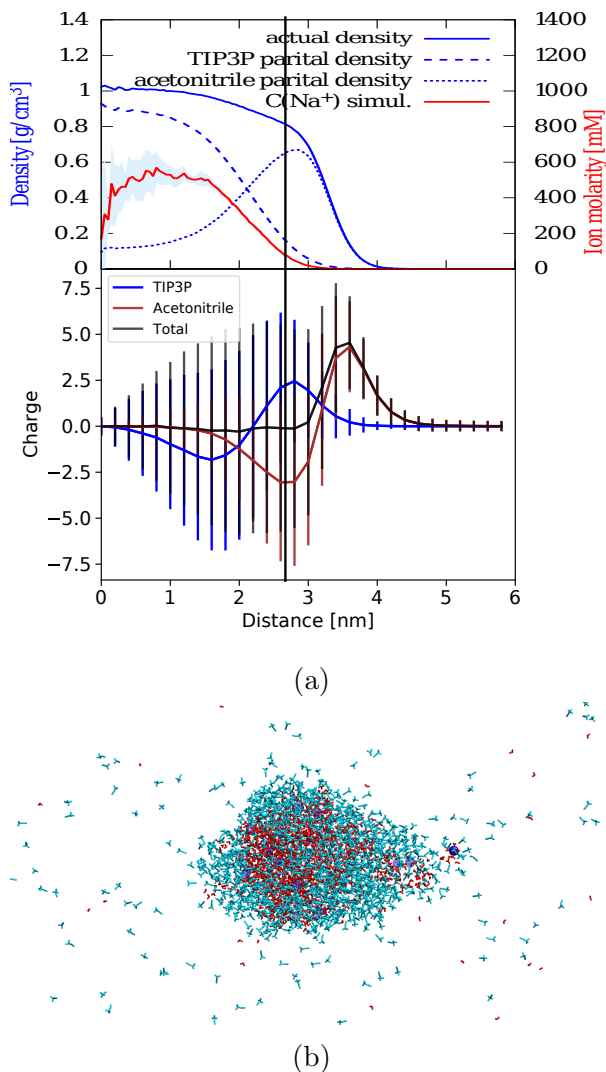 actual density
TIP3P parital density
acetonitrile parital density
C(Na⁺) simul.
Density [g/cm³]
Ion molarity [mM]
1.4
1.2
1
0.8
0.6
0.4
0.2
0
1400
1200
1000
800
600
400
200
0
TIP3P
Acetonitrile
Total
Charge
7.5
5.0
2.5
0.0
−2.5
−5.0
−7.5
0 1 2 3 4 5 6
Distance [nm]
(a)
(b)